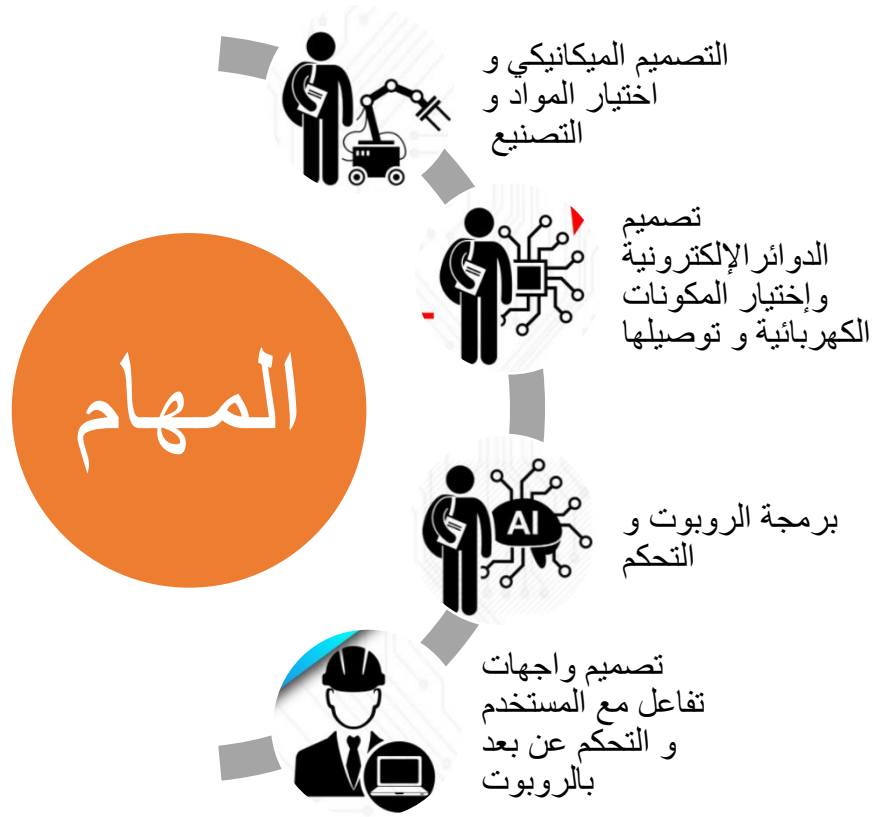 المهام
التصميم الميكانيكي و
اختيار المواد و
التصنيع
تصميم
الدوائرالإلكترونية
وإختيار المكونات
الكهربائية و توصيلها
AI
برمجة الروبوت و
التحكم
تصميم واجهات
تفاعل مع المستخدم
و التحكم عن بعد
بالروبوت